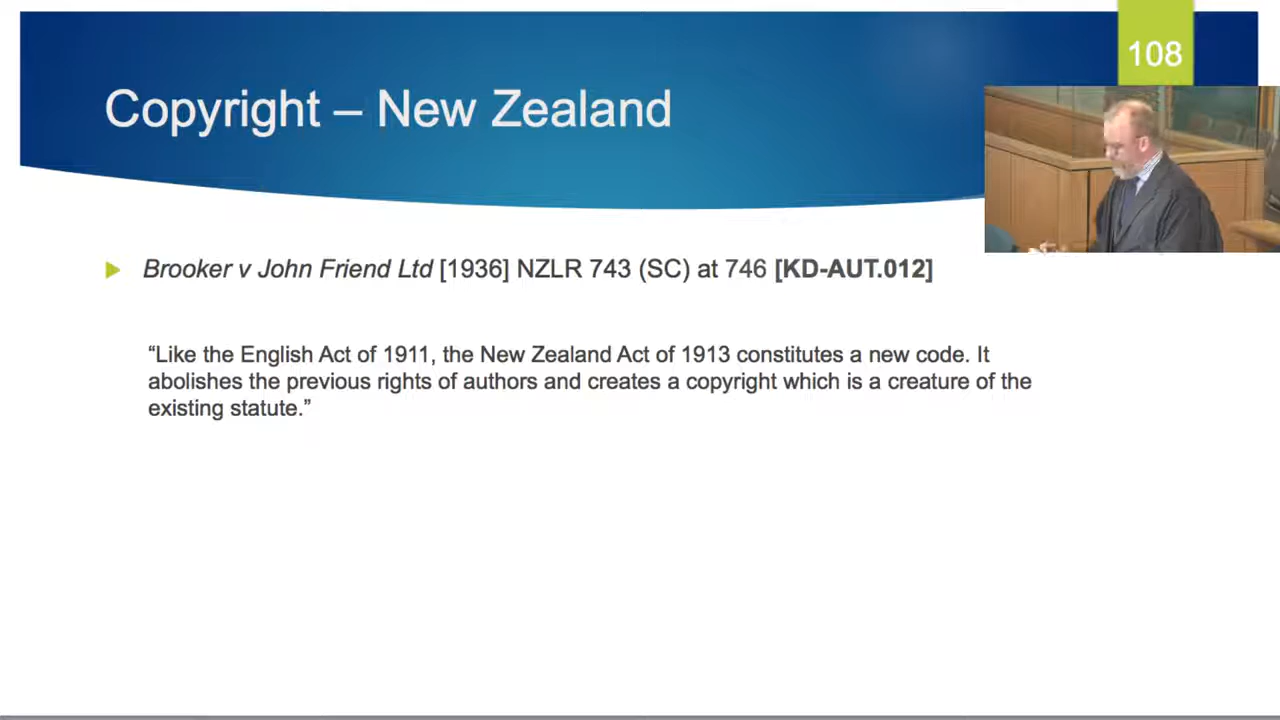 108
Copyright – New Zealand
Brooker v John Friend Ltd [1936] NZLR 743 (SC) at 746 [KD-AUT.012]
“Like the English Act of 1911, the New Zealand Act of 1913 constitutes a new code. It
abolishes the previous rights of authors and creates a copyright which is a creature of the
existing statute.”